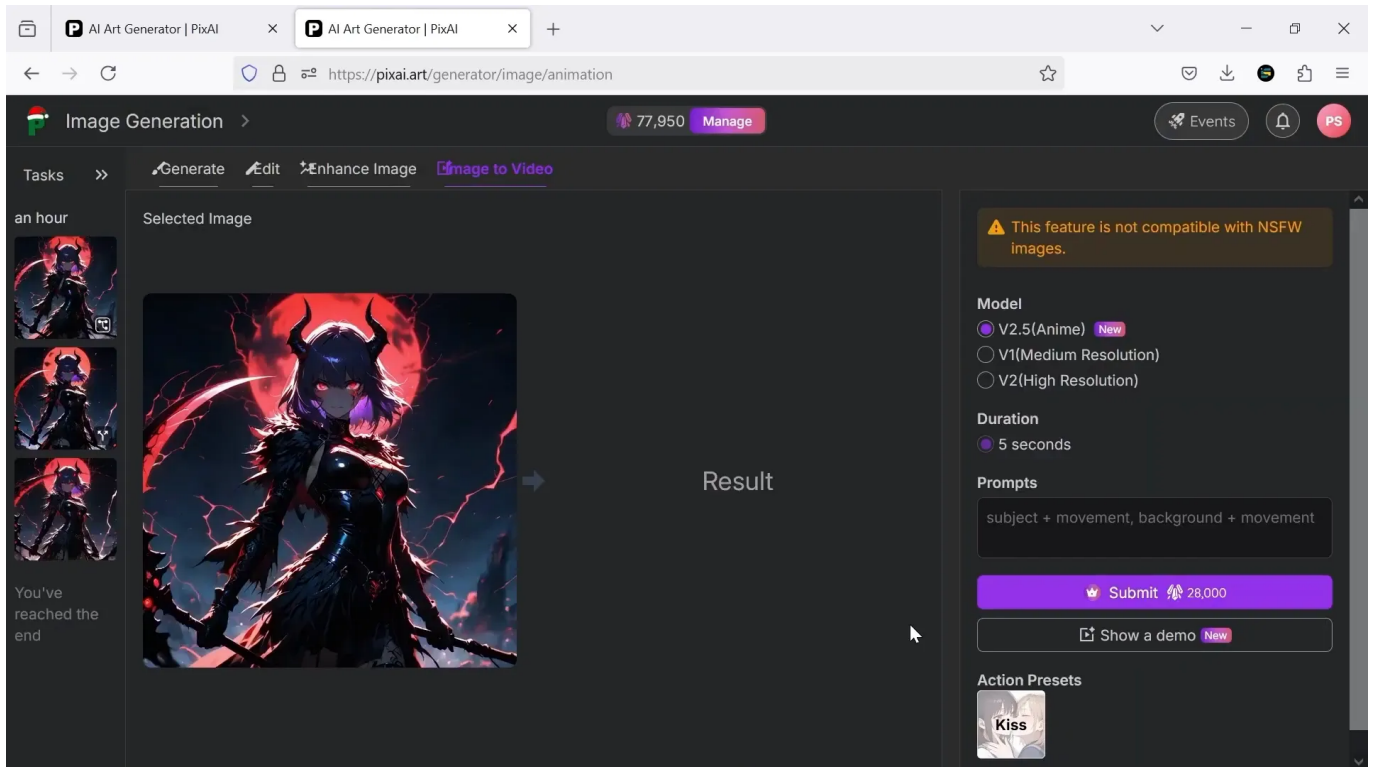 AI Art Generator | PixAI
AI Art Generator | PixAI
https://pixai.art/generator/image/animation
Image Generation
77,950 Manage
Events
PS
Tasks
Generate
Edit
Enhance Image
Image to Video
an hour
You've
reached the
end
Selected Image
Result
This feature is not compatible with NSFW
images.
Model
V2.5(Anime) New
V1(Medium Resolution)
V2(High Resolution)
Duration
5 seconds
Prompts
subject + movement, background + movement
Submit 28,000
Show a demo New
Action Presets
Kiss